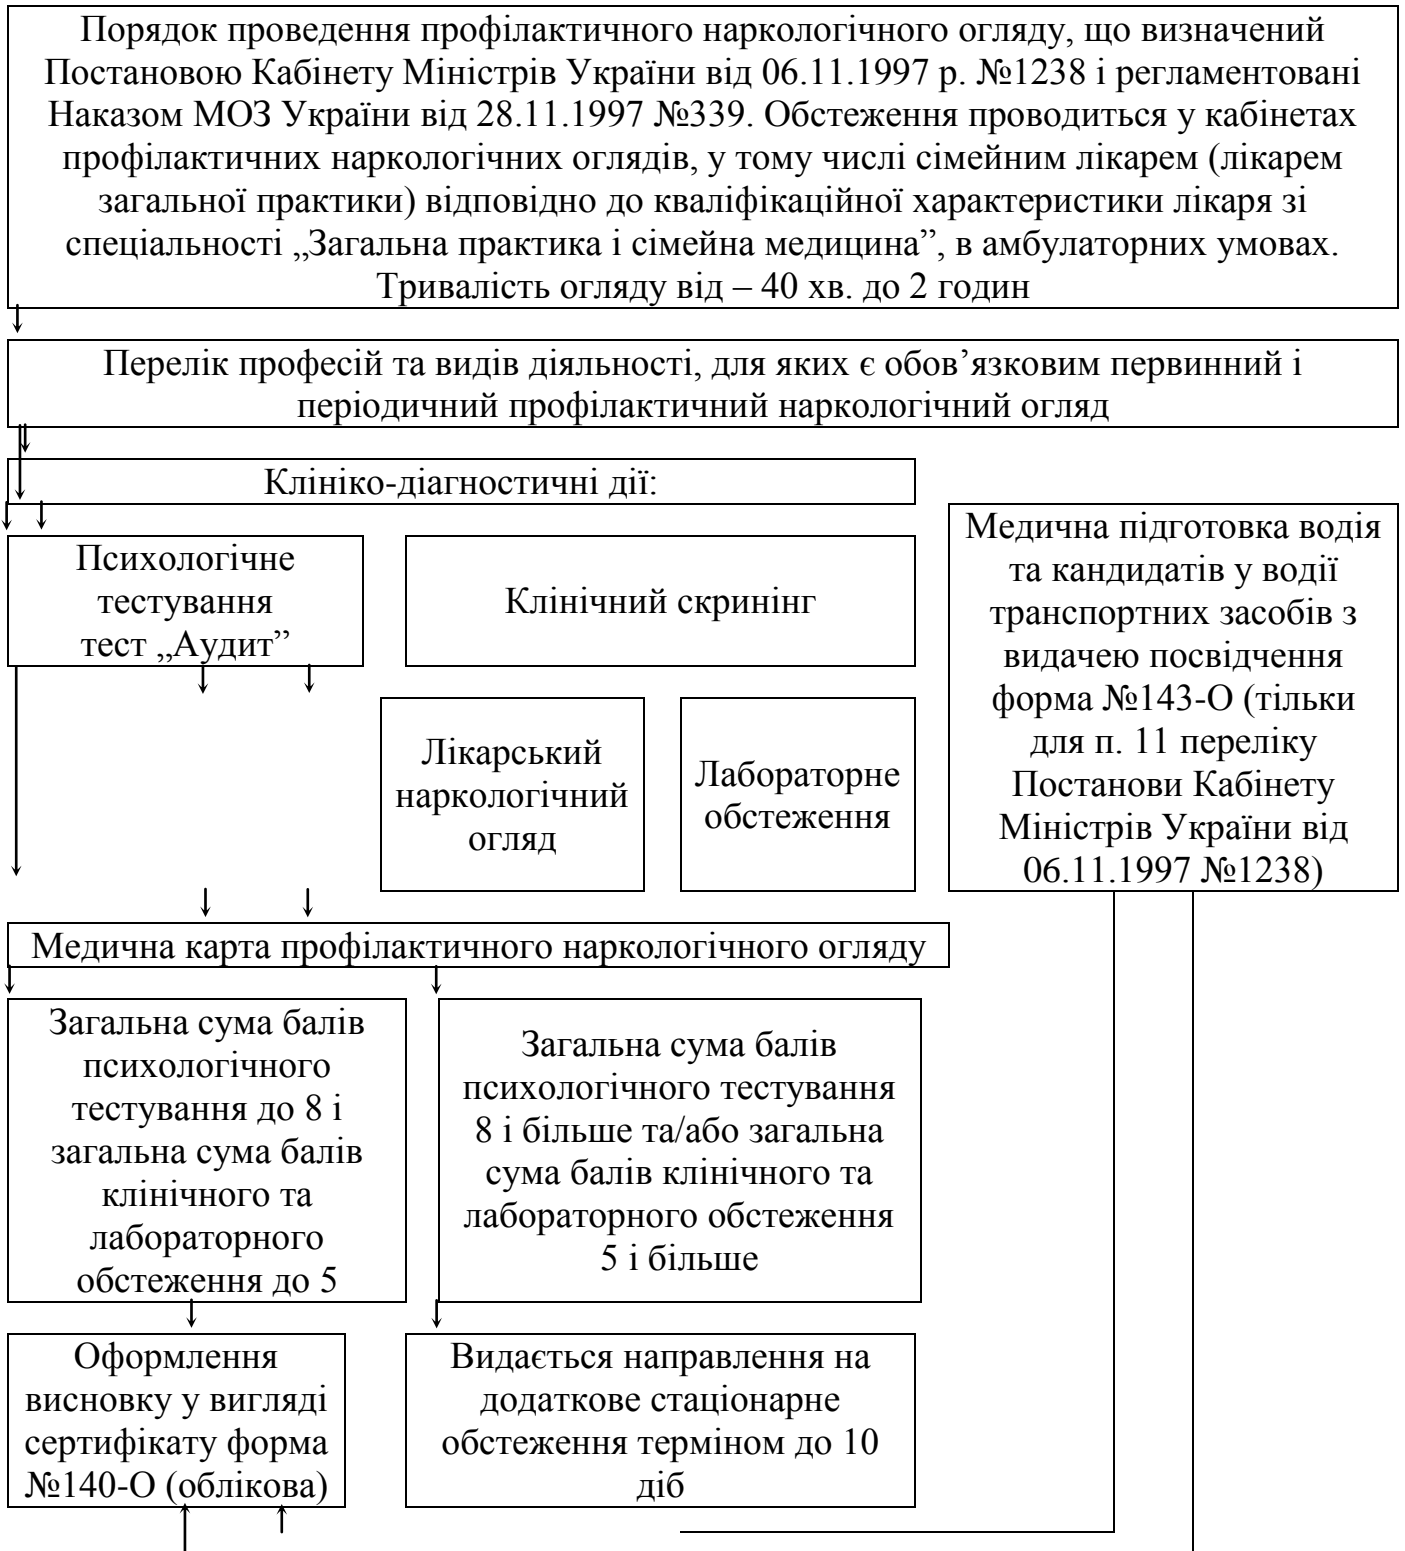 Порядок проведення профілактичного наркологічного огляду, що визначений
Постановою Кабінету Міністрів України від 06.11.1997 р. №1238 і регламентовані
Наказом МОЗ України від 28.11.1997 №339. Обстеження проводиться у кабінетах
профілактичних наркологічних оглядів, у тому числі сімейним лікарем (лікарем
загальної практики) відповідно до кваліфікаційної характеристики лікаря зі
спеціальності „Загальна практика і сімейна медицина”, в амбулаторних умовах.
Тривалість огляду від – 40 хв. до 2 годин
Перелік професій та видів діяльності, для яких є обов’язковим первинний і
періодичний профілактичний наркологічний огляд
Клініко-діагностичні дії:
Психологічне
тестування
тест „Аудит”
Клінічний скринінг
Медична підготовка водія
та кандидатів у водії
транспортних засобів з
видачею посвідчення
форма №143-О (тільки
для п. 11 переліку
Постанови Кабінету
Міністрів України від
06.11.1997 №1238)
Лікарський
наркологічний
огляд
Лабораторне
обстеження
Медична карта профілактичного наркологічного огляду
Загальна сума балів
психологічного
тестування до 8 і
загальна сума балів
клінічного та
лабораторного
обстеження до 5
Загальна сума балів
психологічного тестування
8 і більше та/або загальна
сума балів клінічного та
лабораторного обстеження
5 і більше
Оформлення
висновку у вигляді
сертифікату форма
№140-О (облікова)
Видається направлення на
додаткове стаціонарне
обстеження терміном до 10
діб